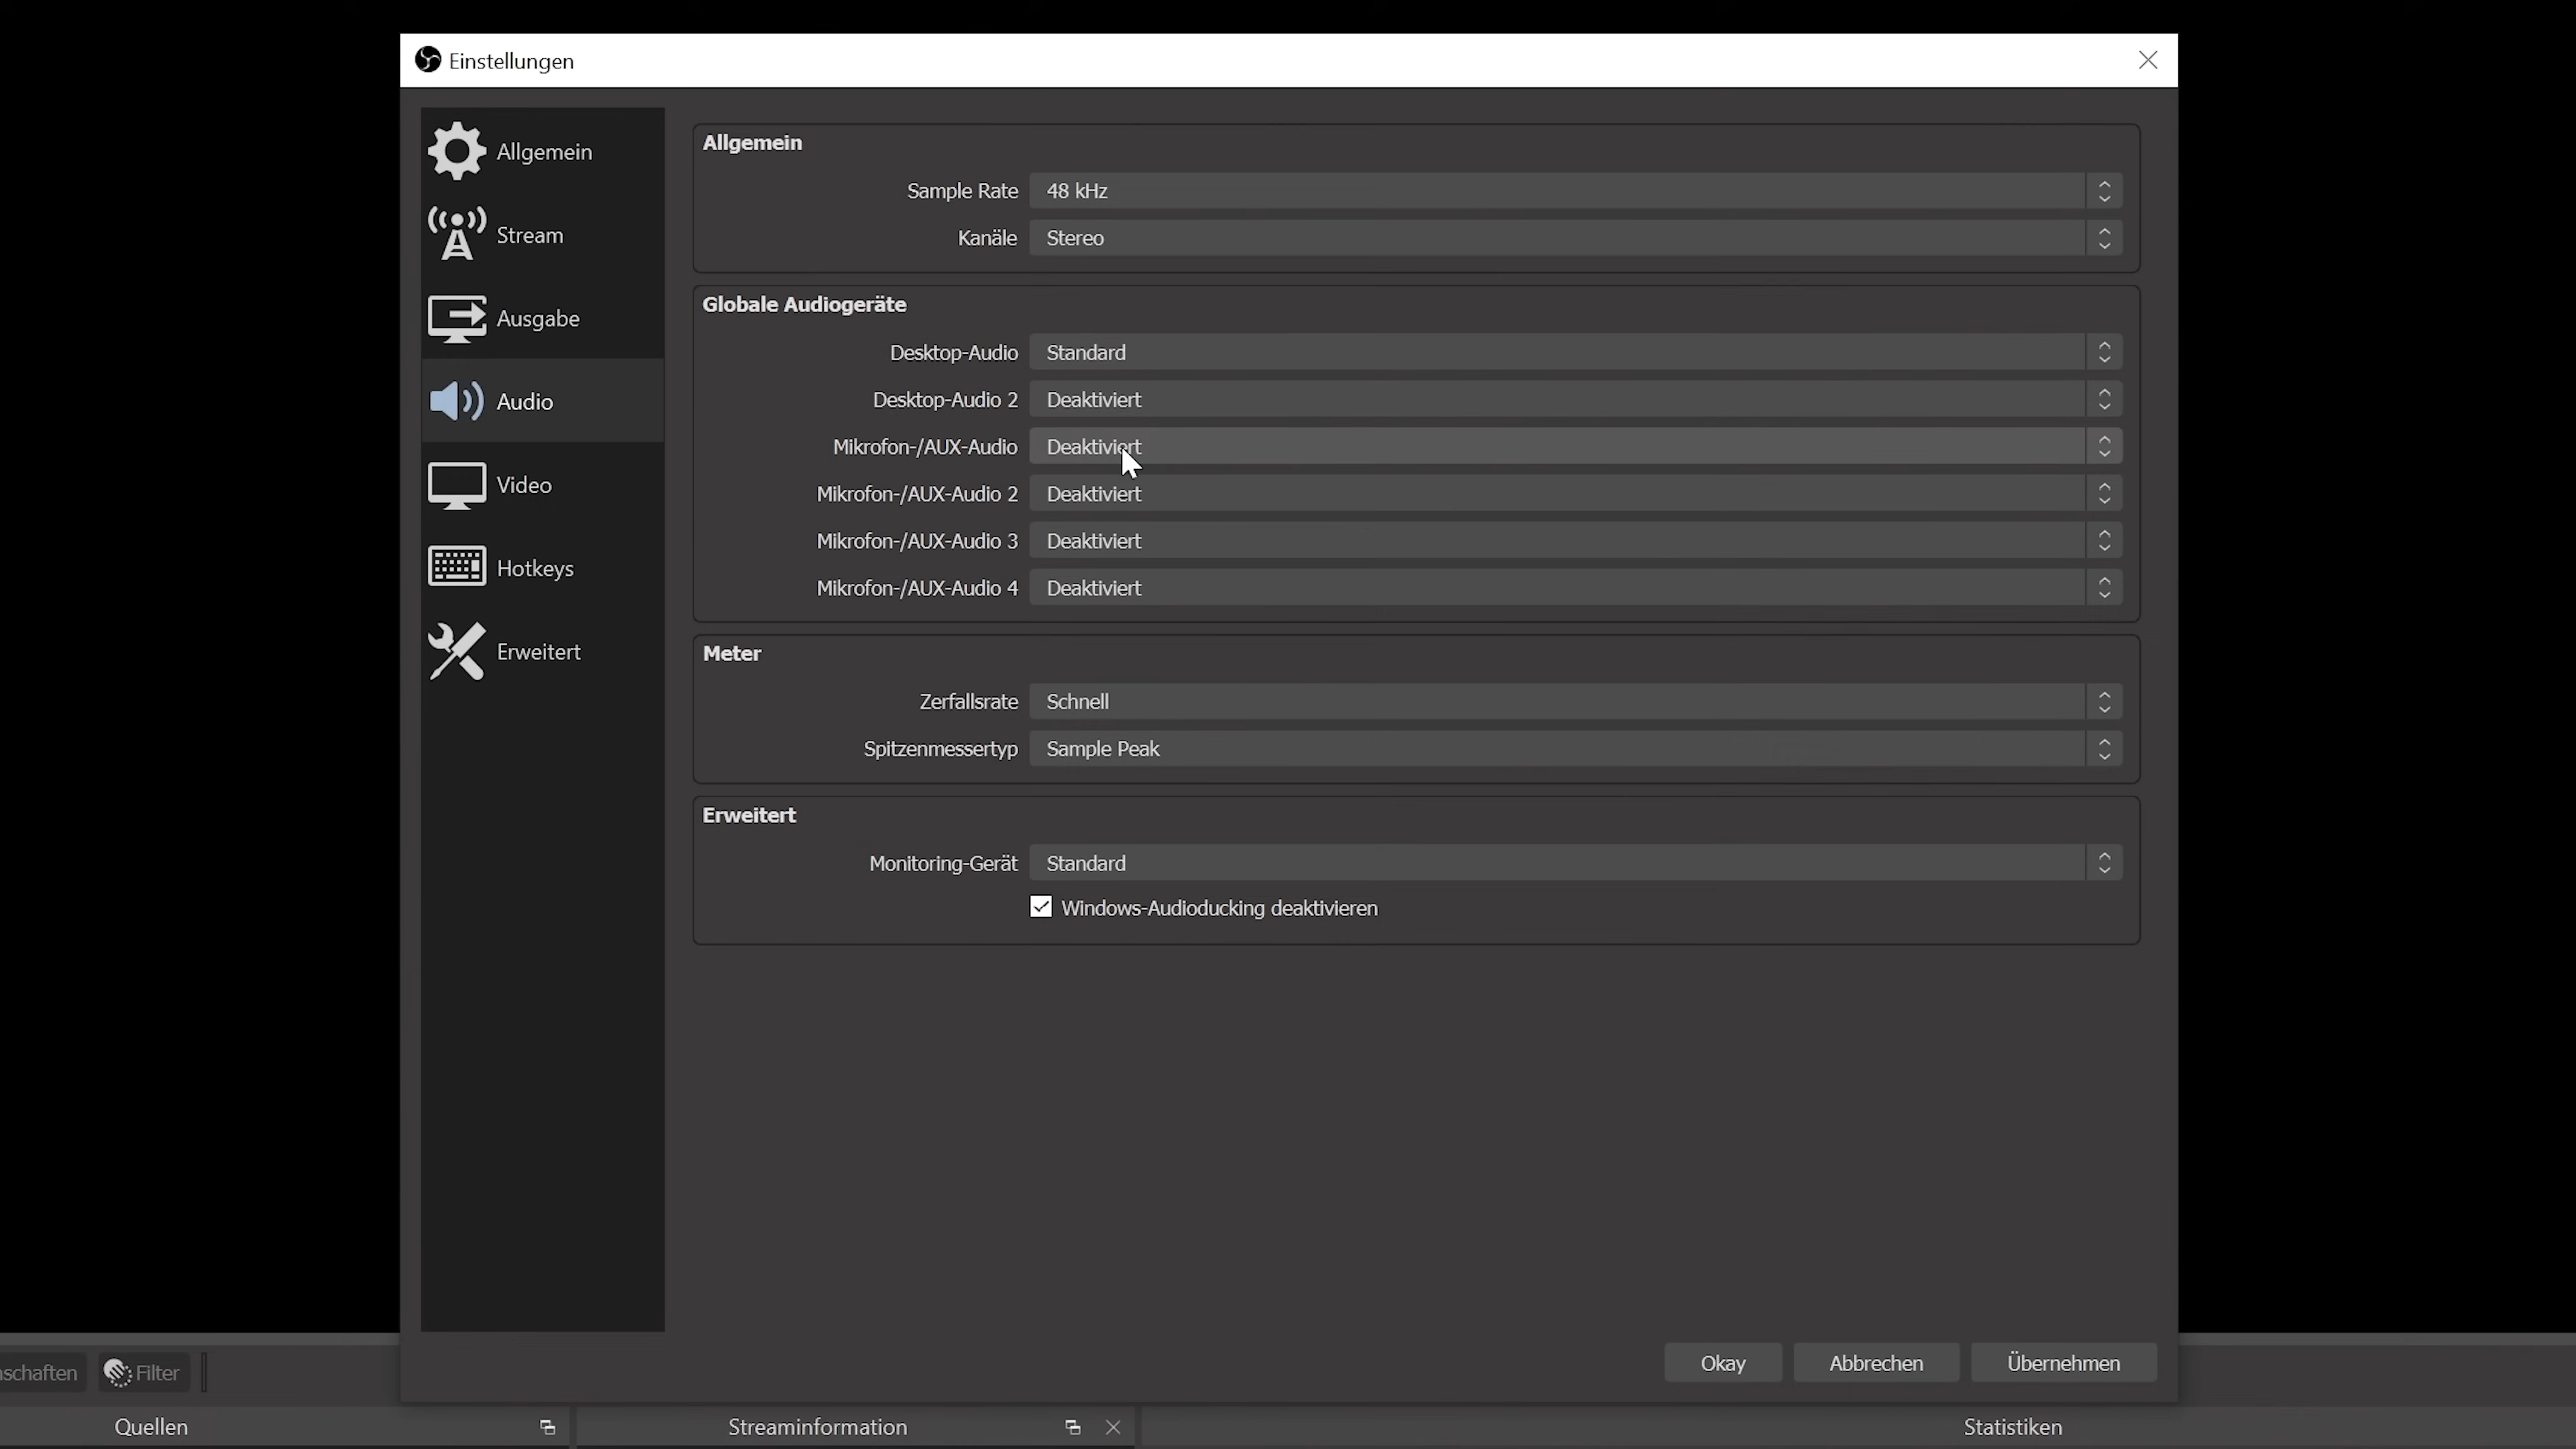 Einstellungen
Allgemein
Stream
Ausgabe
Audio
Video
Hotkeys
Erweitert
Allgemein
Sample Rate 48 kHz
Kanäle Stereo
Globale Audiogeräte
Desktop-Audio Standard
Desktop-Audio 2 Deaktiviert
Mikrofon-/AUX-Audio Deaktiviert
Mikrofon-/AUX-Audio 2 Deaktiviert
Mikrofon-/AUX-Audio 3 Deaktiviert
Mikrofon-/AUX-Audio 4 Deaktiviert
Meter
Zerfallsrate Schnell
Spitzenmessertyp Sample Peak
Erweitert
Monitoring-Gerät Standard
Windows-Audioducking deaktivieren
Okay Abbrechen Übernehmen
schaften Filter
Quellen Streaminformation Statistiken